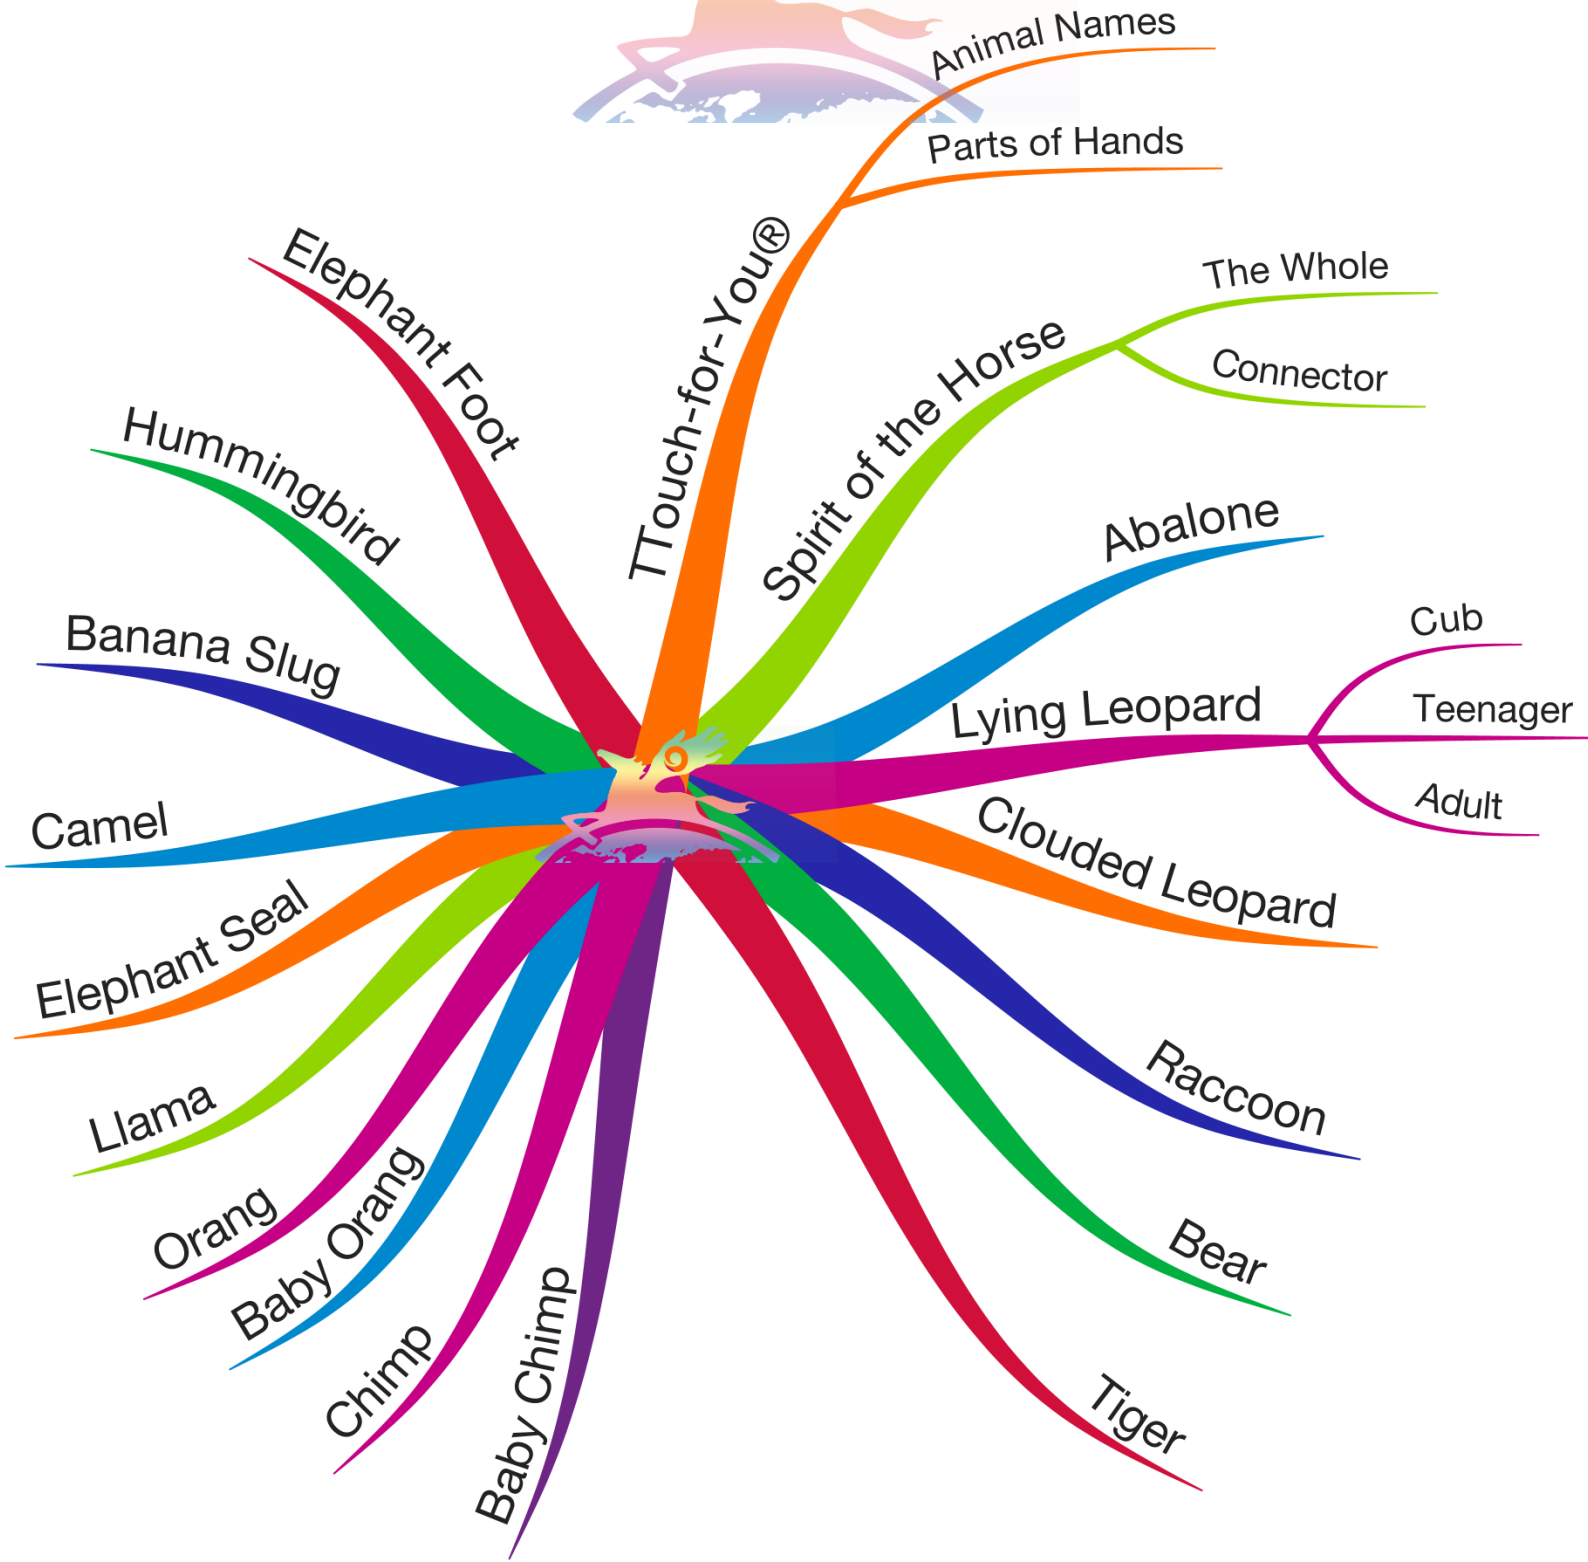 Animal Names
Parts of Hands
TTouch-for-You®
The Whole
Connector
Spirit of the Horse
Abalone
Cub
Teenager
Adult
Lying Leopard
Clouded Leopard
Raccoon
Bear
Tiger
Baby Chimp
Chimp
Baby Orang
Orang
Llama
Elephant Seal
Camel
Banana Slug
Hummingbird
Elephant Foot